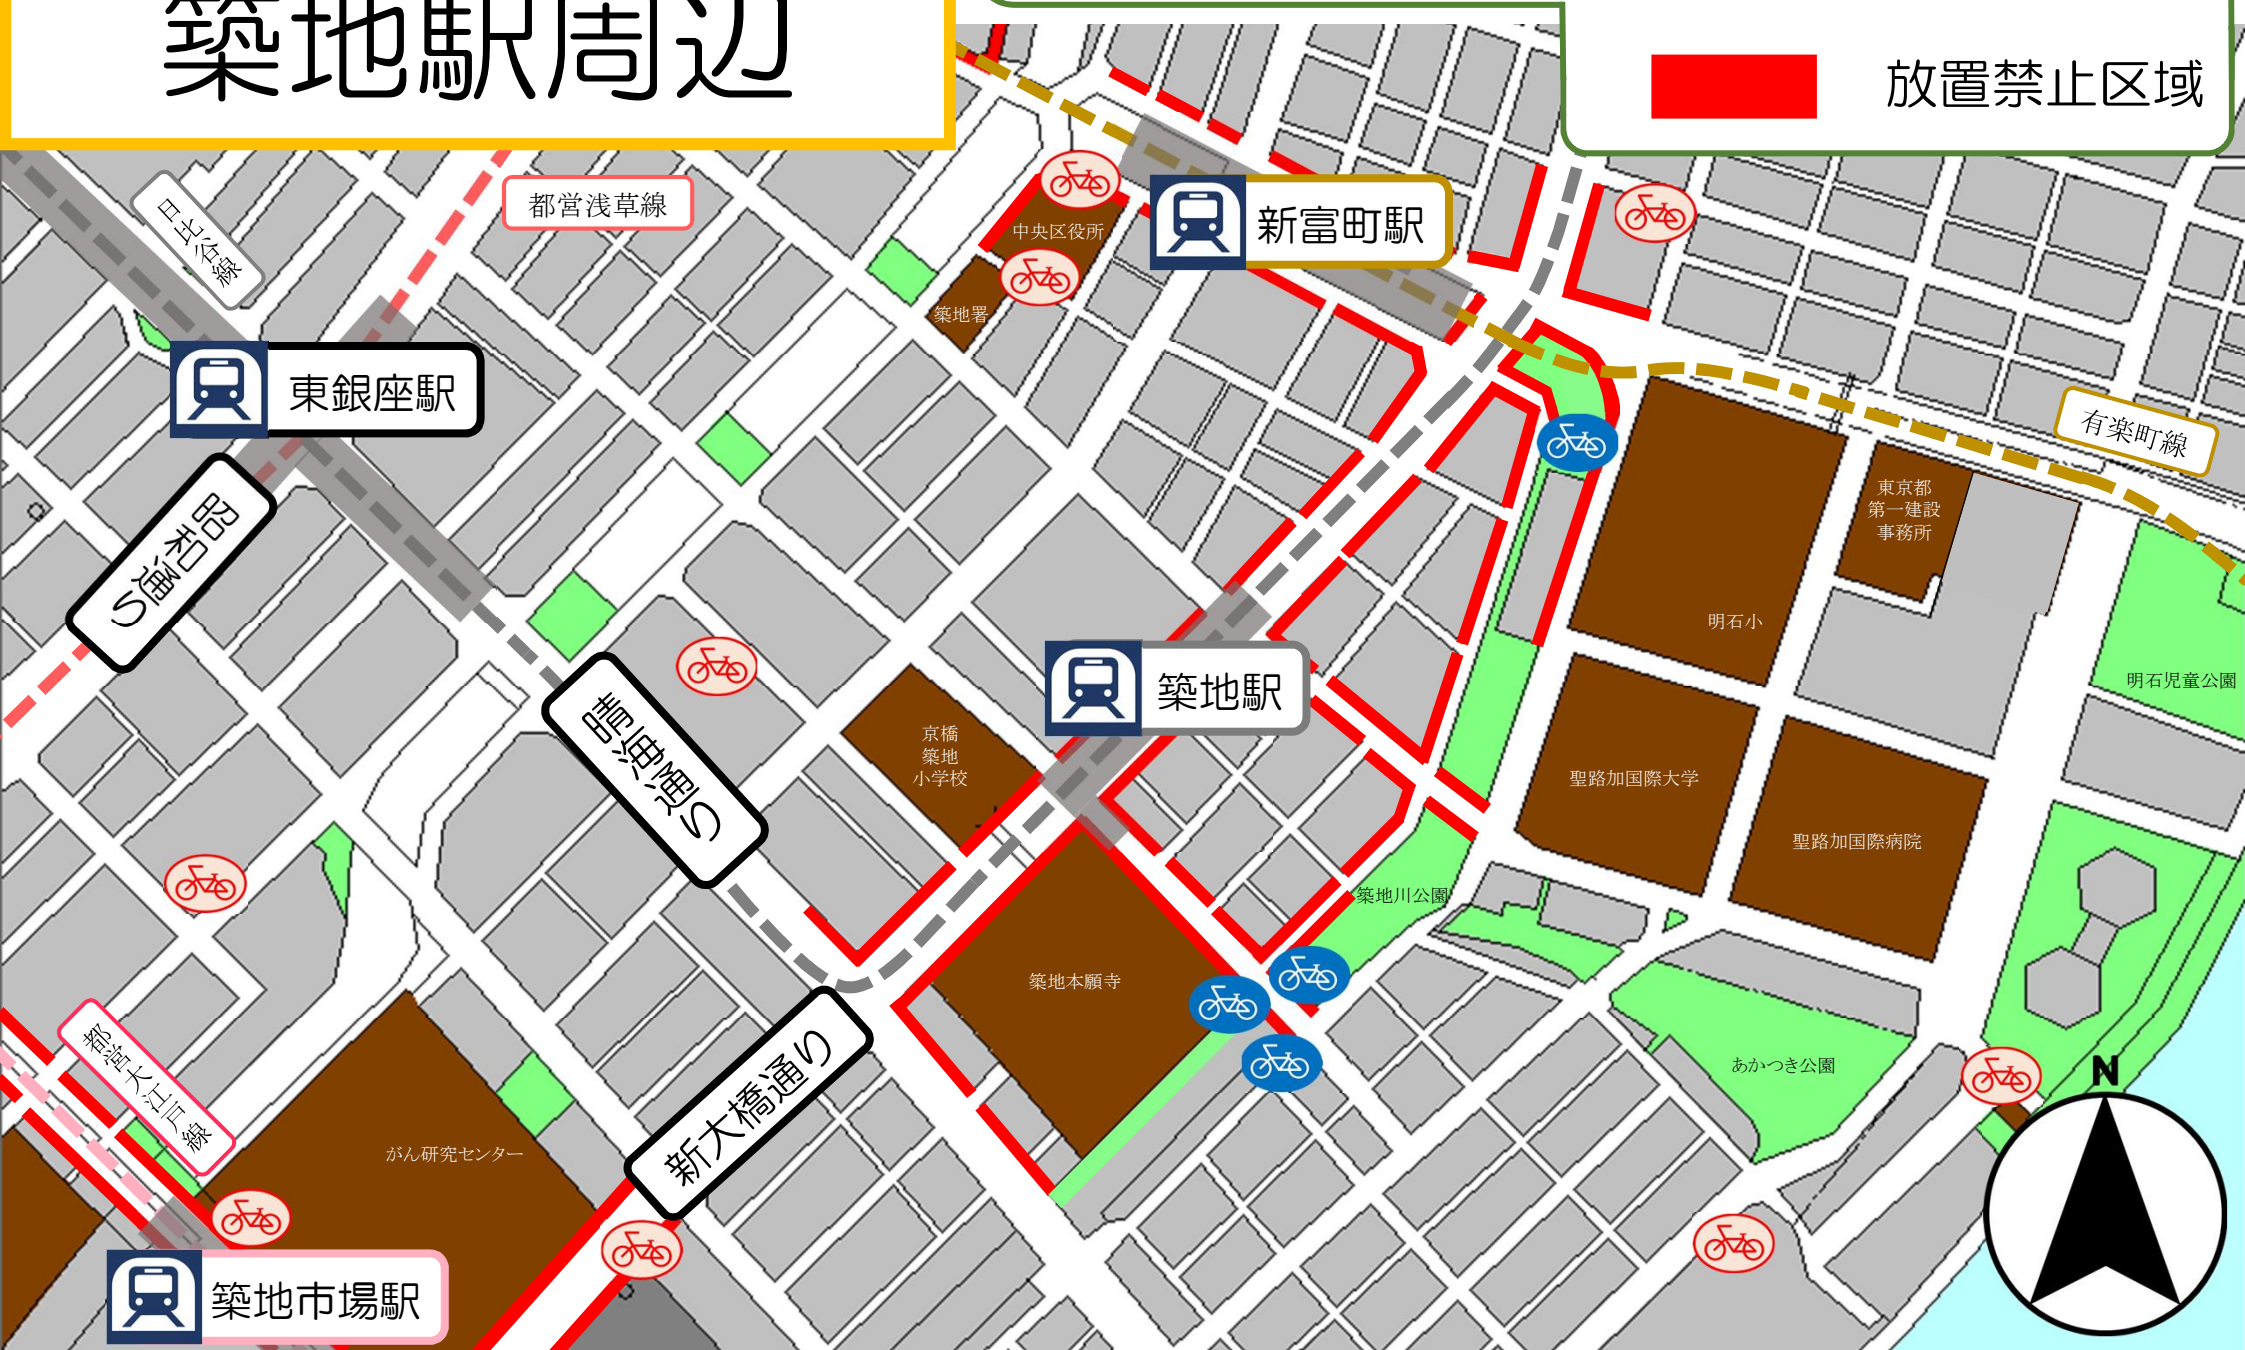 築地駅周辺
放置禁止区域
日比谷線
都営浅草線
中央区役所
新富町駅
築地署
東銀座駅
有楽町線
昭和通り
東京都
第一建設
事務所
明石小
明石児童公園
築地駅
晴海通り
京橋
築地
小学校
聖路加国際大学
聖路加国際病院
築地川公園
築地本願寺
新大橋通り
都営大江戸線
あかつき公園
N
がん研究センター
築地市場駅